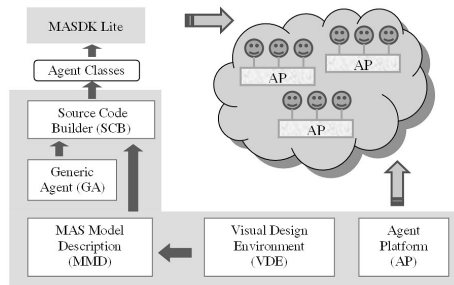 MASDK Lite
Agent Classes
Source Code
Builder (SCB)
Generic
Agent (GA)
MAS Model
Description
(MMD)
Visual Design
Environment
(VDE)
Agent
Platform
(AP)
AP
AP
AP